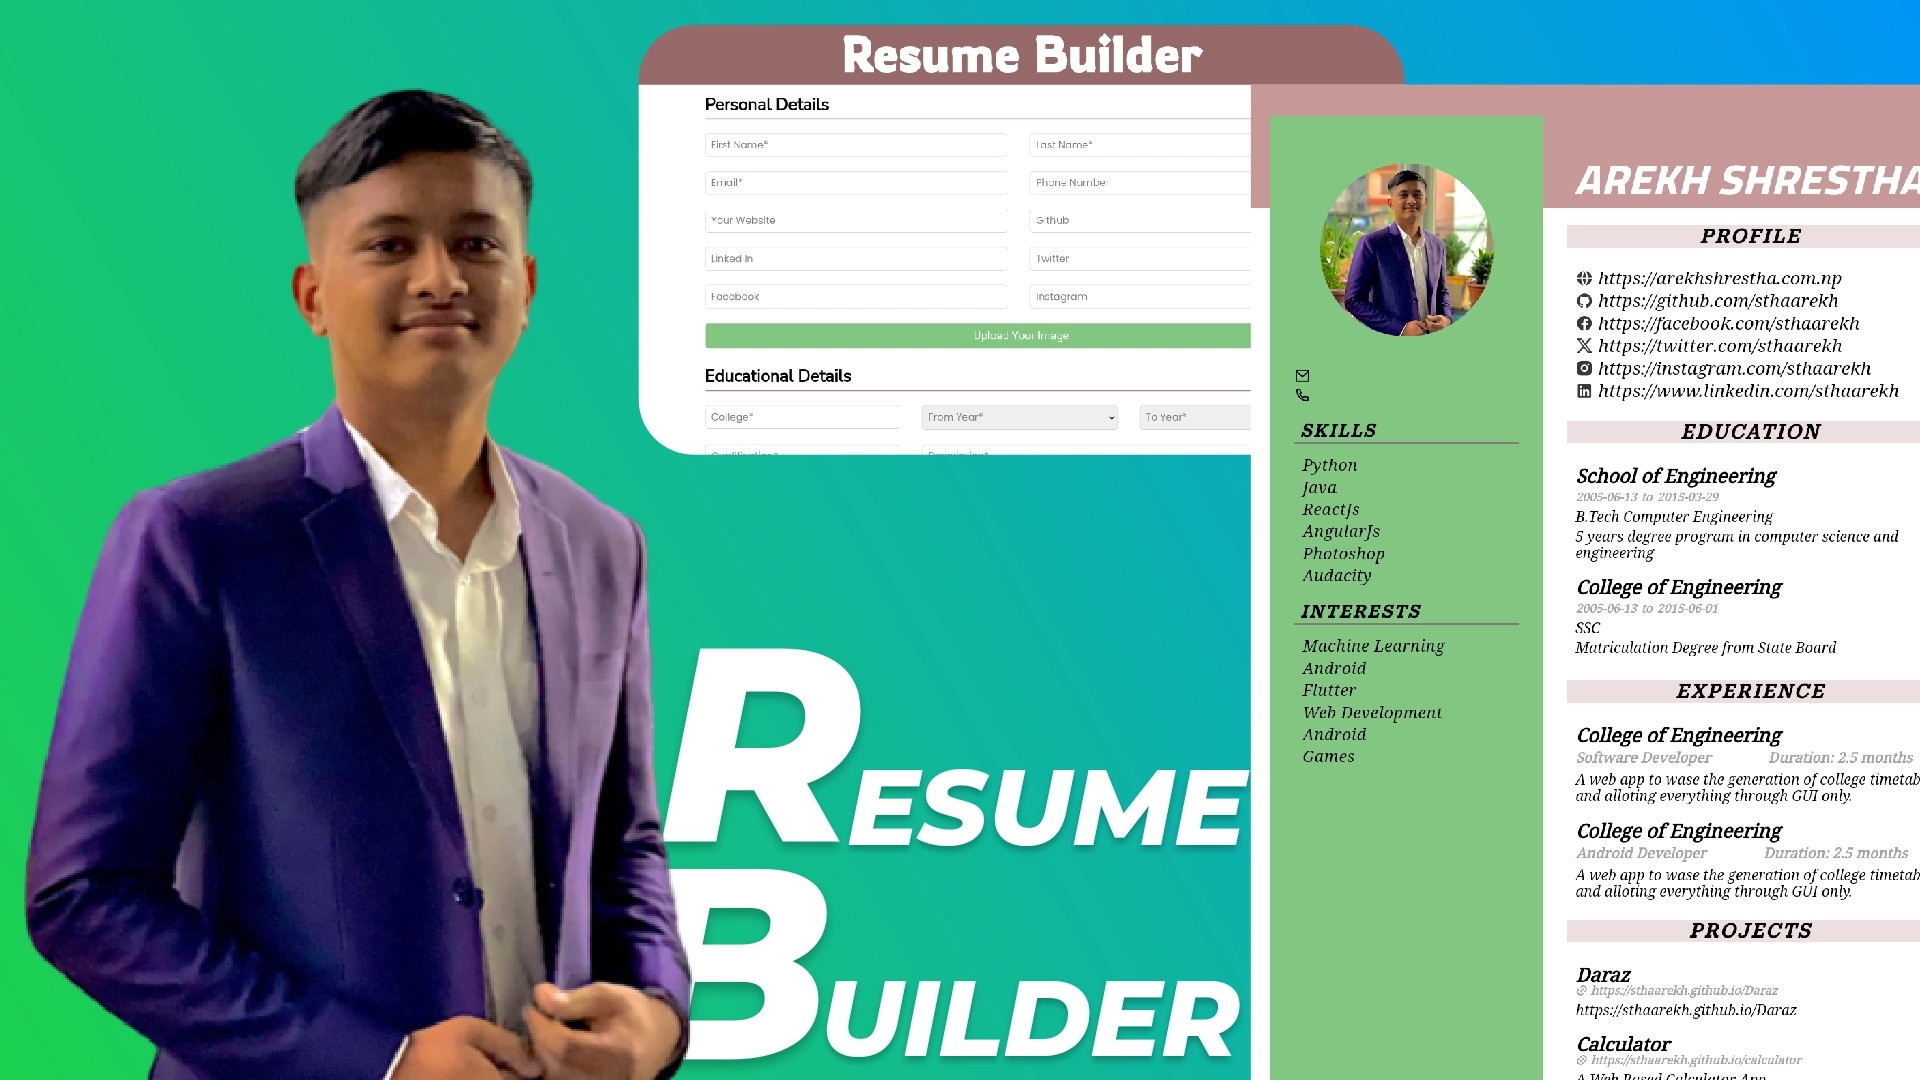 Resume Builder
Personal Details
First Name*
Last Name*
Email*
Phone Number
Your Website
Github
Linked In
Twitter
Facebook
Instagram
Upload Your Image
Educational Details
College*
From Year*
To Year*
RESUME
BUILDER
SKILLS
Python
Java
ReactJs
AngularJs
Photoshop
Audacity
INTERESTS
Machine Learning
Android
Flutter
Web Development
Android
Games
AREKH SHRESTHA
PROFILE
https://arekhshrestha.com.np
https://github.com/sthaarekh
https://facebook.com/sthaarekh
https://twitter.com/sthaarekh
https://instagram.com/sthaarekh
https://www.linkedin.com/sthaarekh
EDUCATION
School of Engineering
2005-06-13 to 2015-03-29
B.Tech Computer Engineering
5 years degree program in computer science and
engineering
College of Engineering
2005-06-13 to 2015-06-01
SSC
Matriculation Degree from State Board
EXPERIENCE
College of Engineering
Software Developer Duration: 2.5 months
A web app to wase the generation of college timetab
and alloting everything through GUI only.
College of Engineering
Android Developer Duration: 2.5 months
A web app to wase the generation of college timetab
and alloting everything through GUI only.
PROJECTS
Daraz
https://sthaarekh.github.io/Daraz
https://sthaarekh.github.io/Daraz
Calculator
https://sthaarekh.github.io/calculator
A Web Based Calculator App